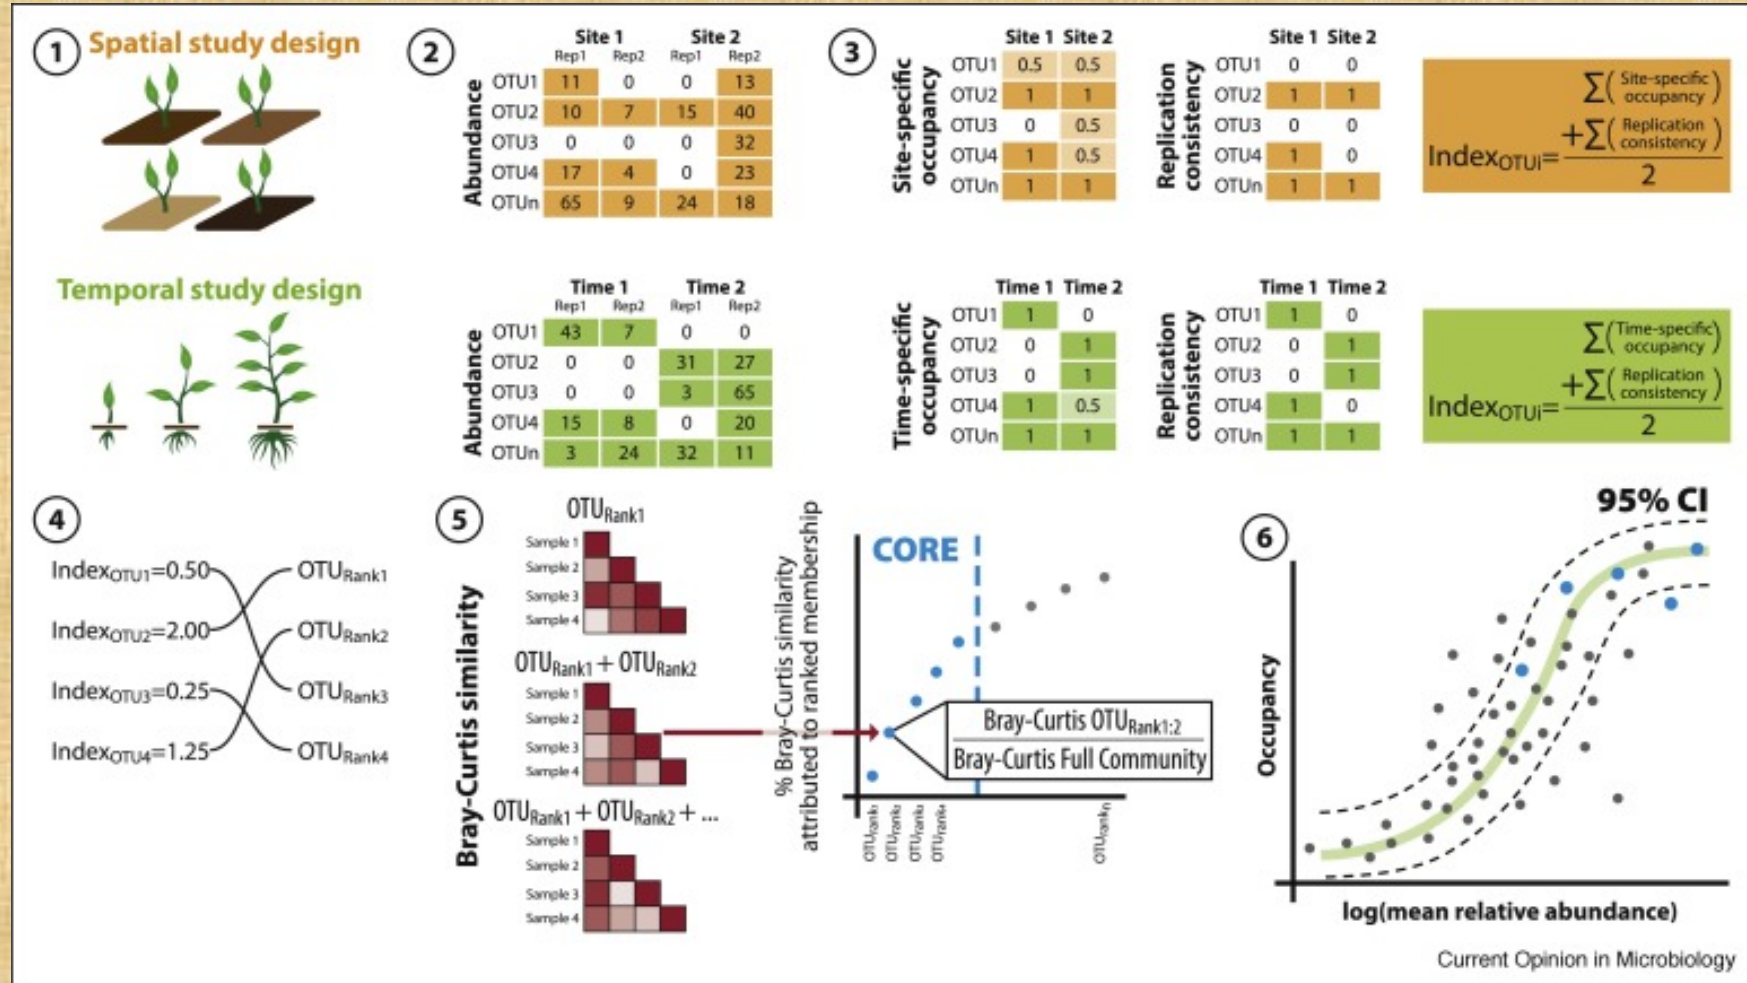 1 Spatial study design
Temporal study design
2
Site 1 Site 2
Rep1 Rep2 Rep1 Rep2
Abundance
OTU1 11 0 0 13
OTU2 10 7 15 40
OTU3 0 0 0 32
OTU4 17 4 0 23
OTUn 65 9 24 18
Time 1 Time 2
Rep1 Rep2 Rep1 Rep2
Abundance
OTU1 43 7 0 0
OTU2 0 0 31 27
OTU3 0 0 3 65
OTU4 15 8 0 20
OTUn 3 24 32 11
3
Site 1 Site 2
Site-specific
occupancy
OTU1 0.5 0.5
OTU2 1 1
OTU3 0 0.5
OTU4 1 0.5
OTUn 1 1
Site 1 Site 2
Replication
consistency
OTU1 0 0
OTU2 1 1
OTU3 0 0
OTU4 1 0
OTUn 1 1
∑(Site-specific
occupancy)
+∑(Replication
consistency)
IndexOTUi=
2
Time 1 Time 2
Time-specific
occupancy
OTU1 1 0
OTU2 0 1
OTU3 0 1
OTU4 1 0.5
OTUn 1 1
Time 1 Time 2
Replication
consistency
OTU1 1 0
OTU2 0 1
OTU3 0 1
OTU4 1 0
OTUn 1 1
∑(Time-specific
occupancy)
+∑(Replication
consistency)
IndexOTUi=
2
4
IndexOTU1=0.50 OTURank1
IndexOTU2=2.00 OTURank2
IndexOTU3=0.25 OTURank3
IndexOTU4=1.25 OTURank4
5
Bray-Curtis similarity
OTURank1
Sample 1
Sample 2
Sample 3
Sample 4
OTURank1 + OTURank2
Sample 1
Sample 2
Sample 3
Sample 4
OTURank1 + OTURank2 + ...
Sample 1
Sample 2
Sample 3
Sample 4
% Bray-Curtis similarity
attributed to ranked membership
CORE
Bray-Curtis OTURank1:2
Bray-Curtis Full Community
OTUrank1
OTUrank2
OTUrank3
OTUrank4
OTUrankn
6
95% CI
Occupancy
log(mean relative abundance)
Current Opinion in Microbiology